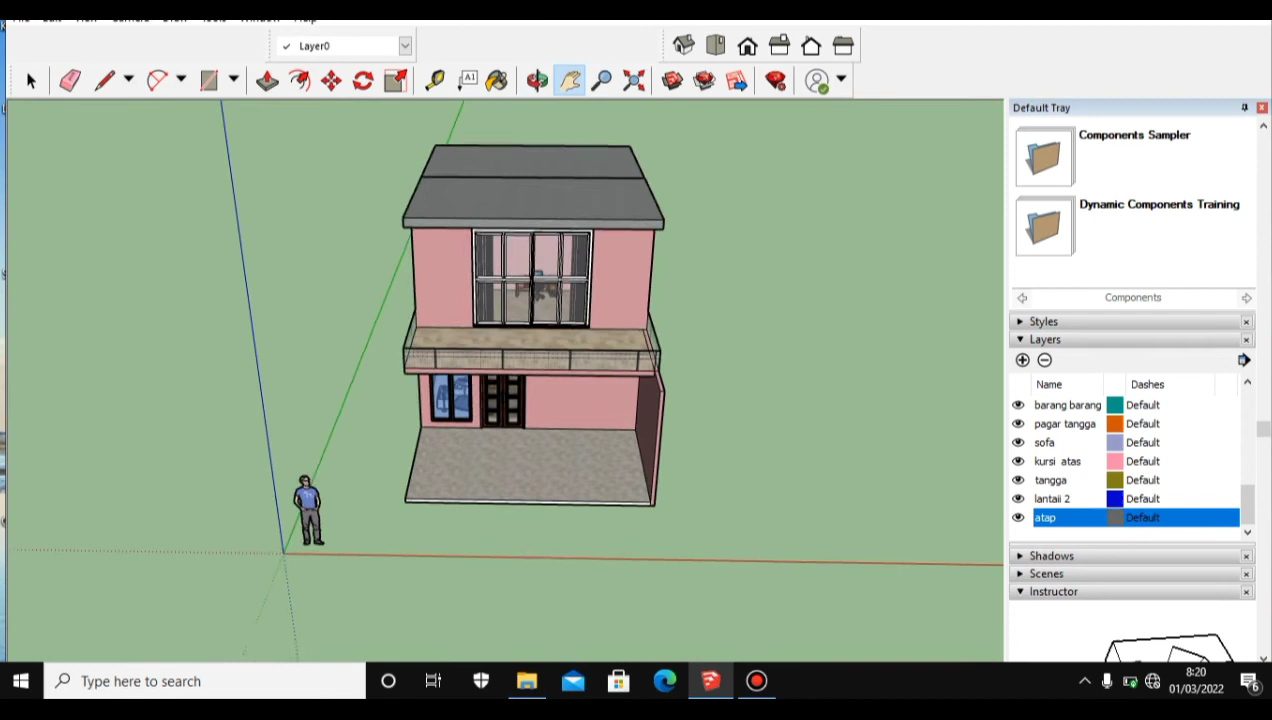 Layer0
A1
Default Tray
Components Sampler
Dynamic Components Training
Components
Styles
Layers
Name Dashes
barang barang Default
pagar tangga Default
sofa Default
kursi atas Default
tangga Default
lantaii 2 Default
atap Default
Shadows
Scenes
Instructor
Type here to search
8:20
01/03/2022
6